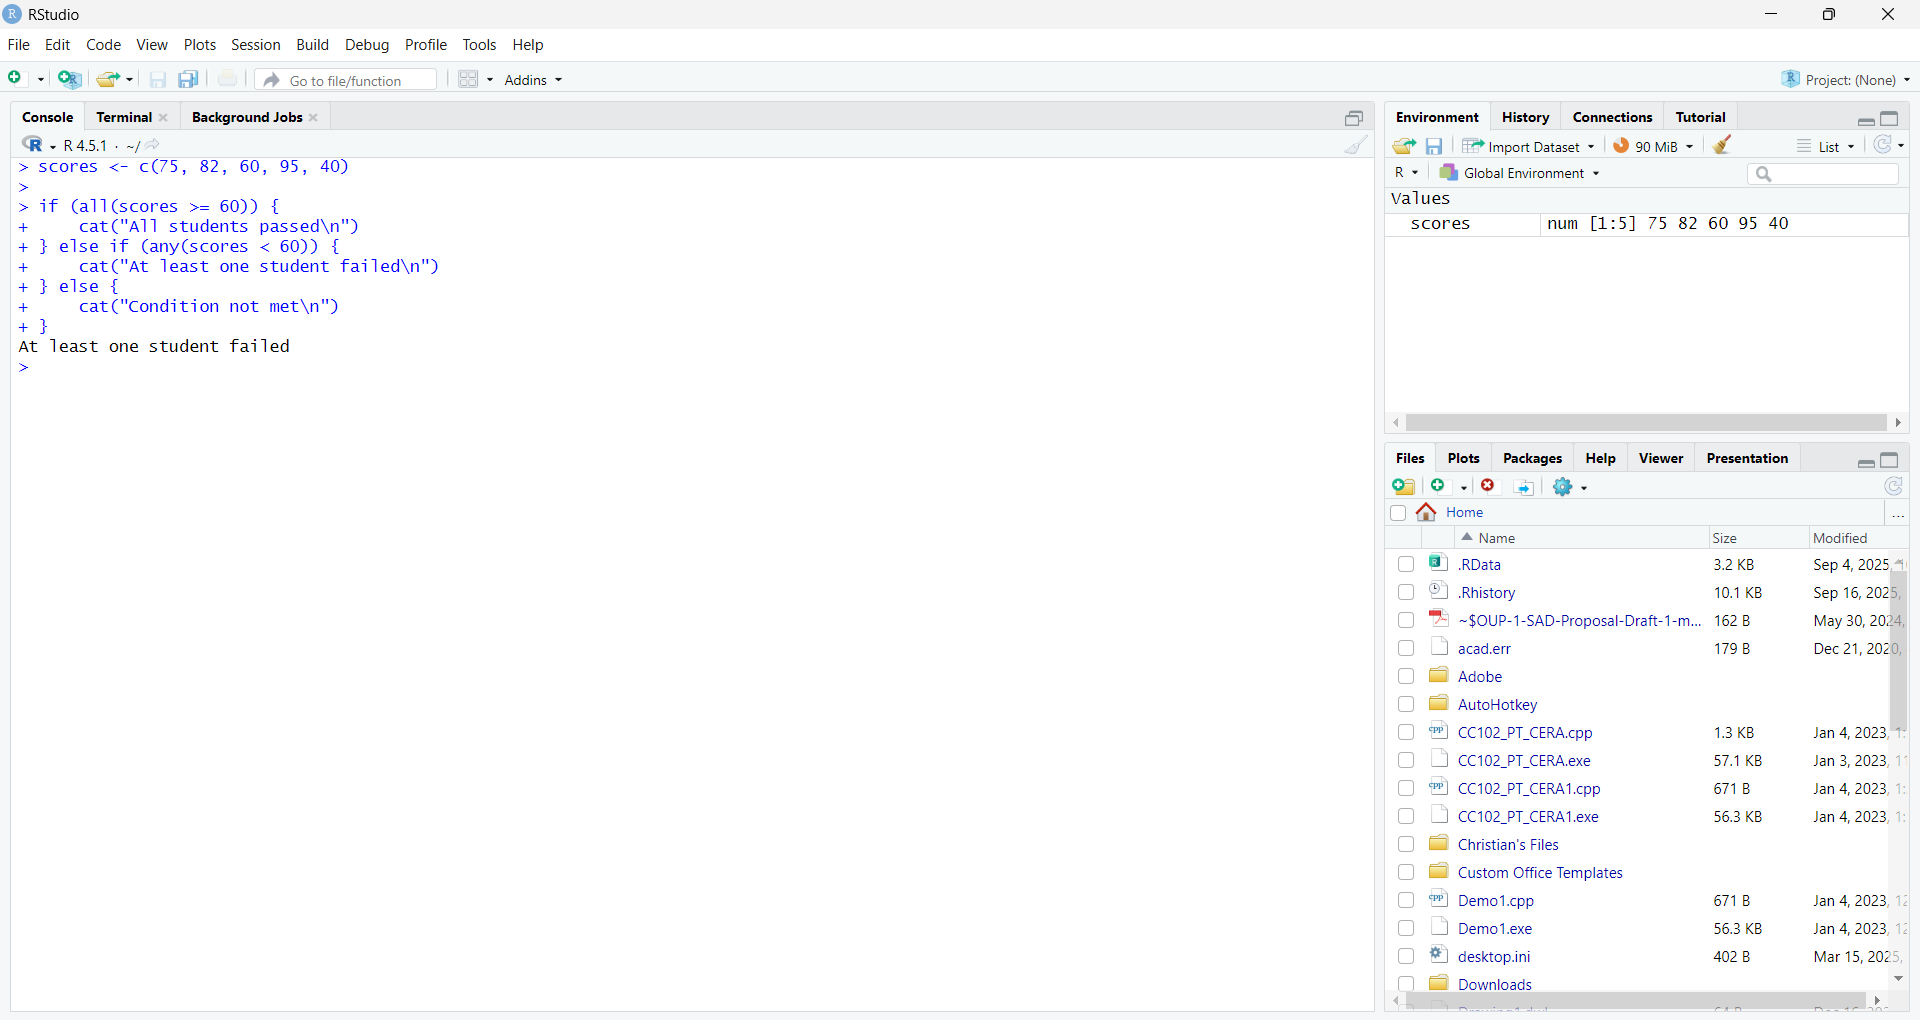 RStudio
File Edit Code View Plots Session Build Debug Profile Tools Help
Go to file/function Addins Project: (None)
Console Terminal Background Jobs
R 4.5.1 · ~/
> scores <- c(75, 82, 60, 95, 40)
>
> if (all(scores >= 60)) {
+     cat("All students passed\n")
+ } else if (any(scores < 60)) {
+     cat("At least one student failed\n")
+ } else {
+     cat("Condition not met\n")
+ }
At least one student failed
>
Environment History Connections Tutorial
Import Dataset 90 MiB List
R Global Environment
Values
scores num [1:5] 75 82 60 95 40
Files Plots Packages Help Viewer Presentation
Home ...
Name Size Modified
.RData 3.2 KB Sep 4, 2025,
.Rhistory 10.1 KB Sep 16, 2025,
~$OUP-1-SAD-Proposal-Draft-1-m... 162 B May 30, 2024,
acad.err 179 B Dec 21, 2020,
Adobe
AutoHotkey
CC102_PT_CERA.cpp 1.3 KB Jan 4, 2023,
CC102_PT_CERA.exe 57.1 KB Jan 3, 2023,
CC102_PT_CERA1.cpp 671 B Jan 4, 2023,
CC102_PT_CERA1.exe 56.3 KB Jan 4, 2023,
Christian's Files
Custom Office Templates
Demo1.cpp 671 B Jan 4, 2023,
Demo1.exe 56.3 KB Jan 4, 2023,
desktop.ini 402 B Mar 15, 2025,
Downloads